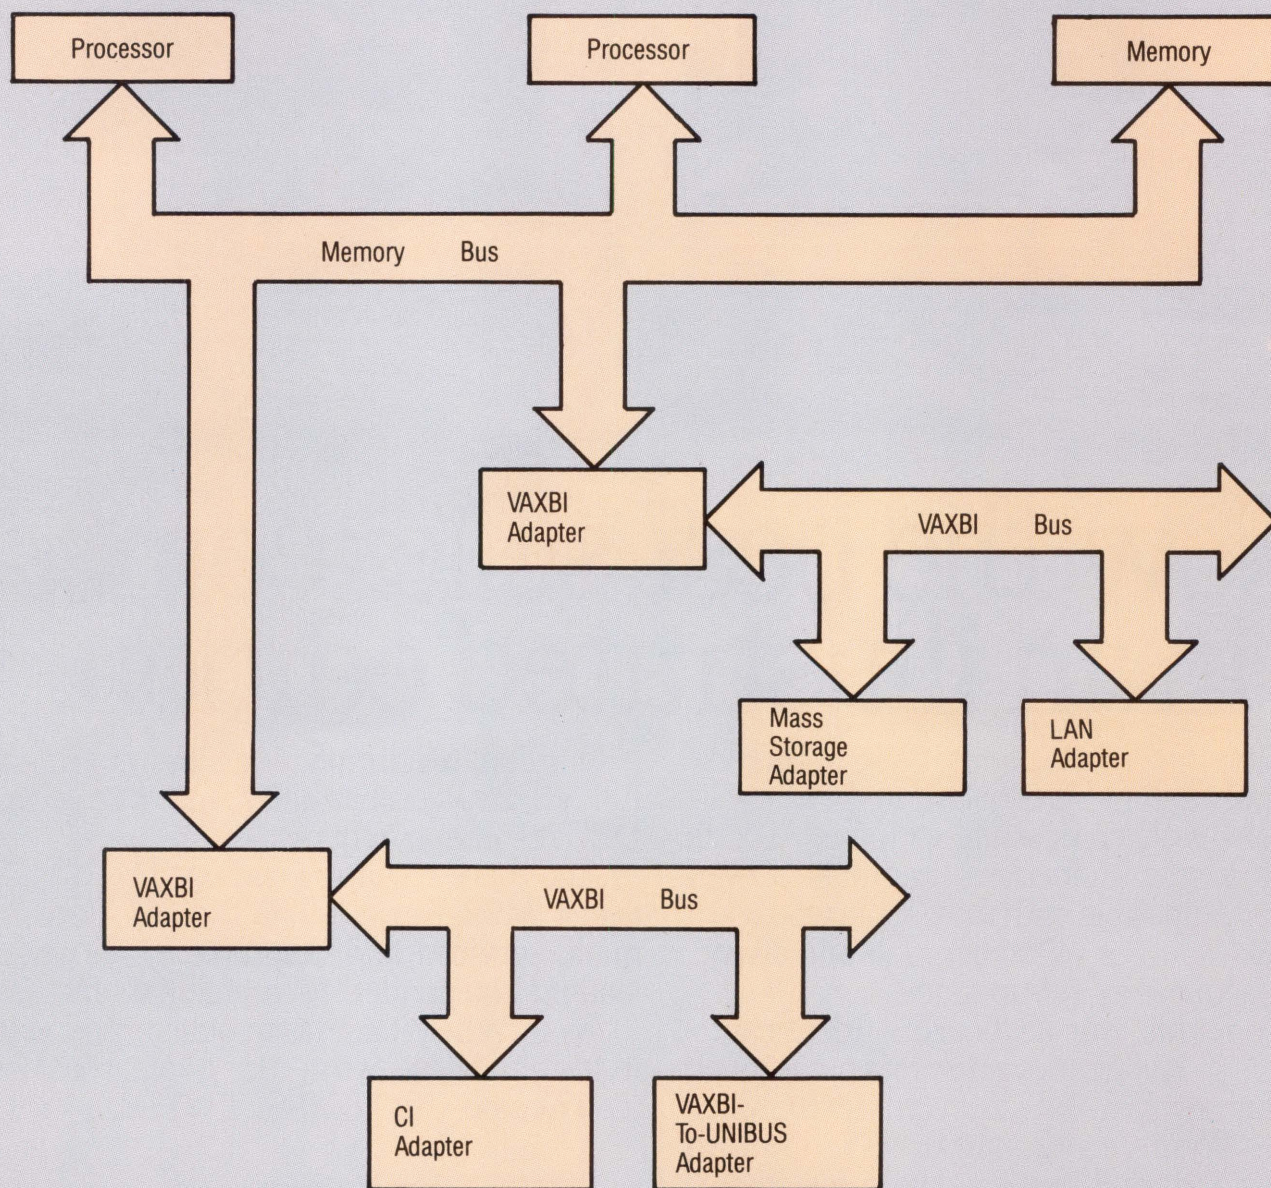 Processor
Processor
Memory
Memory Bus
VAXBI
Adapter
VAXBI Bus
Mass
Storage
Adapter
LAN
Adapter
VAXBI
Adapter
VAXBI Bus
CI
Adapter
VAXBI-
To-UNIBUS
Adapter